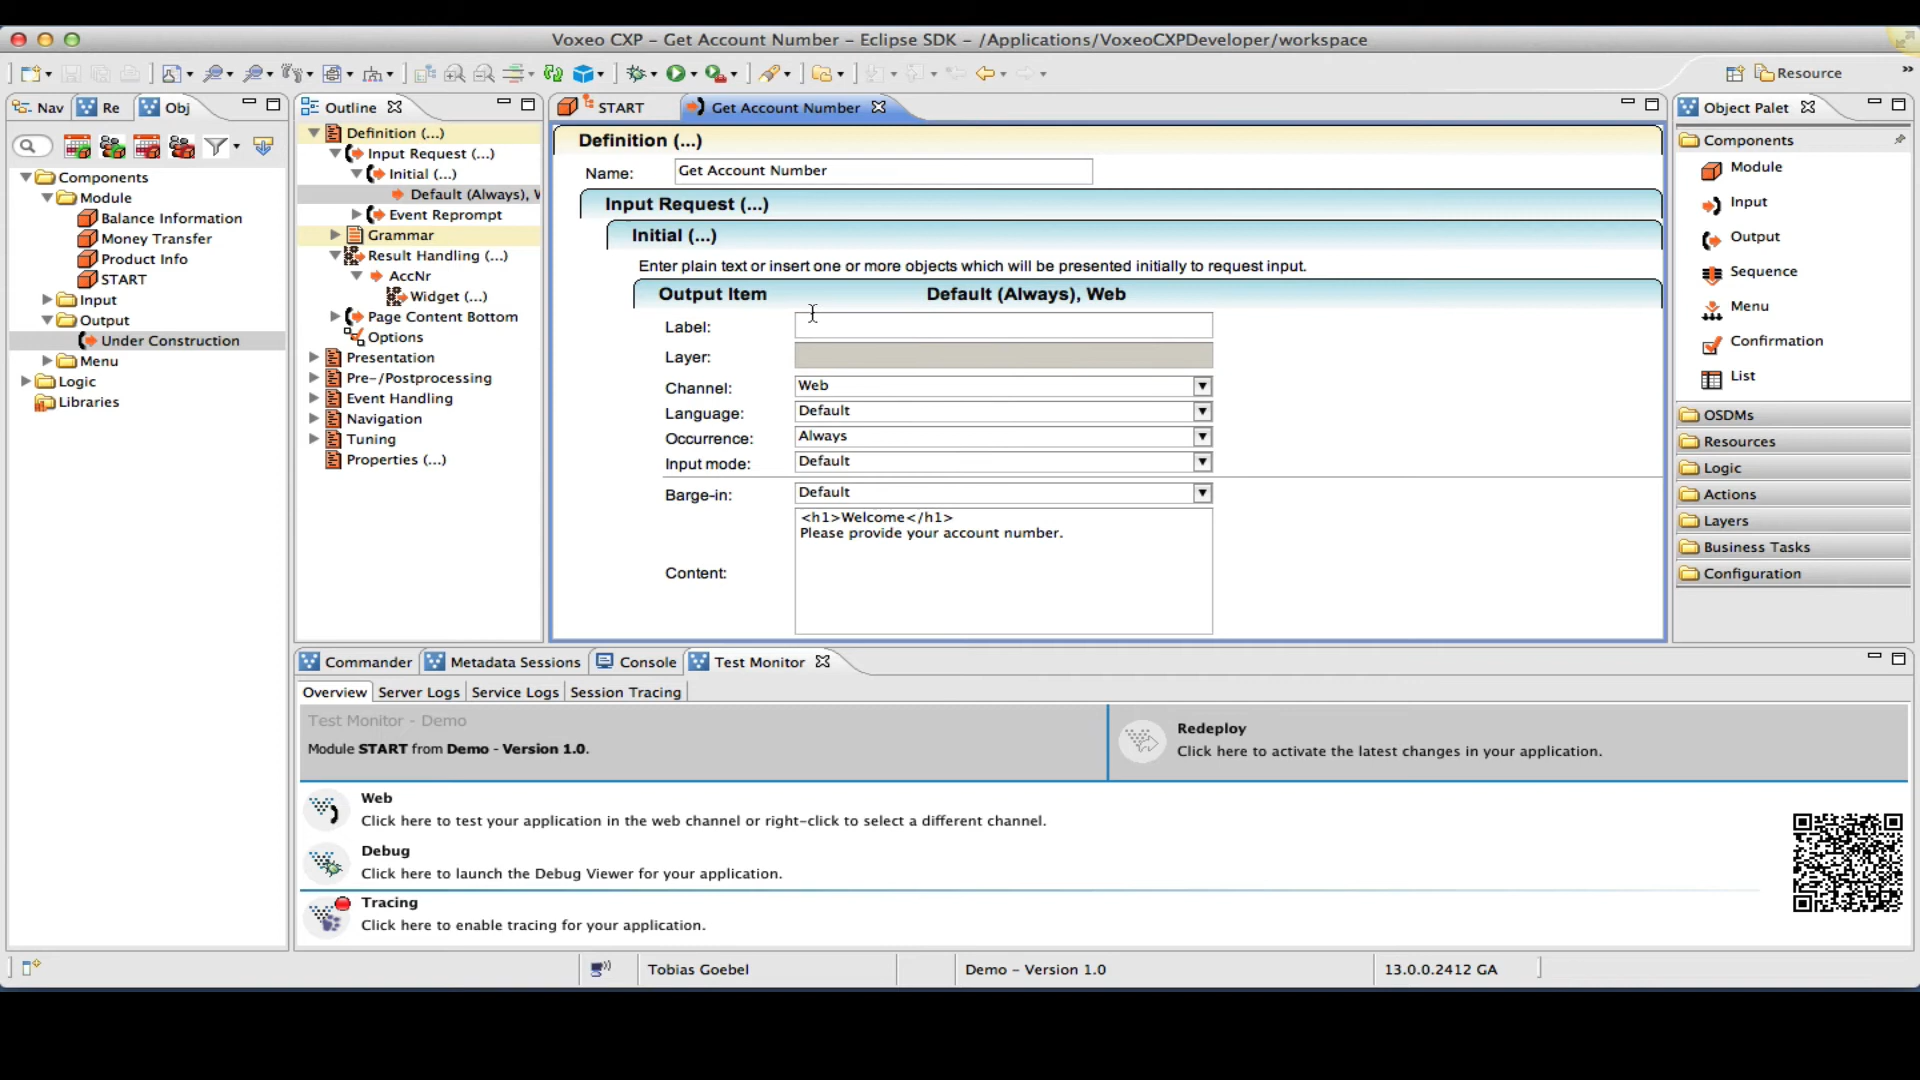 Voxeo CXP – Get Account Number – Eclipse SDK – /Applications/VoxeoCXPDeveloper/workspace
Resource
Nav
Re
Obj
Components
Module
Balance Information
Money Transfer
Product Info
START
Input
Output
Under Construction
Menu
Logic
Libraries
Outline
Definition (...)
Input Request (...)
Initial (...)
Default (Always), W
Event Reprompt
Grammar
Result Handling (...)
AccNr
Widget (...)
Page Content Bottom
Options
Presentation
Pre-/Postprocessing
Event Handling
Navigation
Tuning
Properties (...)
START
Get Account Number
Definition (...)
Name: Get Account Number
Input Request (...)
Initial (...)
Enter plain text or insert one or more objects which will be presented initially to request input.
Output Item Default (Always), Web
Label:
Layer:
Channel: Web
Language: Default
Occurrence: Always
Input mode: Default
Barge-in: Default
<h1>Welcome</h1>
Please provide your account number.
Content:
Object Palet
Components
Module
Input
Output
Sequence
Menu
Confirmation
List
OSDMs
Resources
Logic
Actions
Layers
Business Tasks
Configuration
Commander
Metadata Sessions
Console
Test Monitor
Overview
Server Logs
Service Logs
Session Tracing
Test Monitor - Demo
Module START from Demo - Version 1.0.
Redeploy
Click here to activate the latest changes in your application.
Web
Click here to test your application in the web channel or right-click to select a different channel.
Debug
Click here to launch the Debug Viewer for your application.
Tracing
Click here to enable tracing for your application.
Tobias Goebel
Demo – Version 1.0
13.0.0.2412 GA